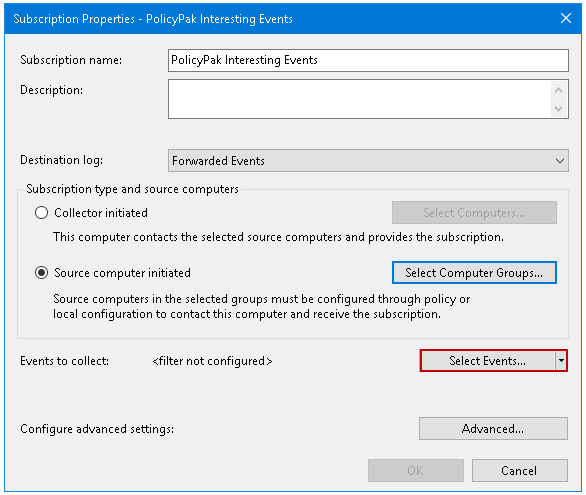 Subscription Properties - PolicyPak Interesting Events
Subscription name: PolicyPak Interesting Events
Description:
Destination log: Forwarded Events
Subscription type and source computers
Collector initiated Select Computers...
This computer contacts the selected source computers and provides the subscription.
Source computer initiated Select Computer Groups...
Source computers in the selected groups must be configured through policy or
local configuration to contact this computer and receive the subscription.
Events to collect: <filter not configured> Select Events...
Configure advanced settings: Advanced...
OK Cancel